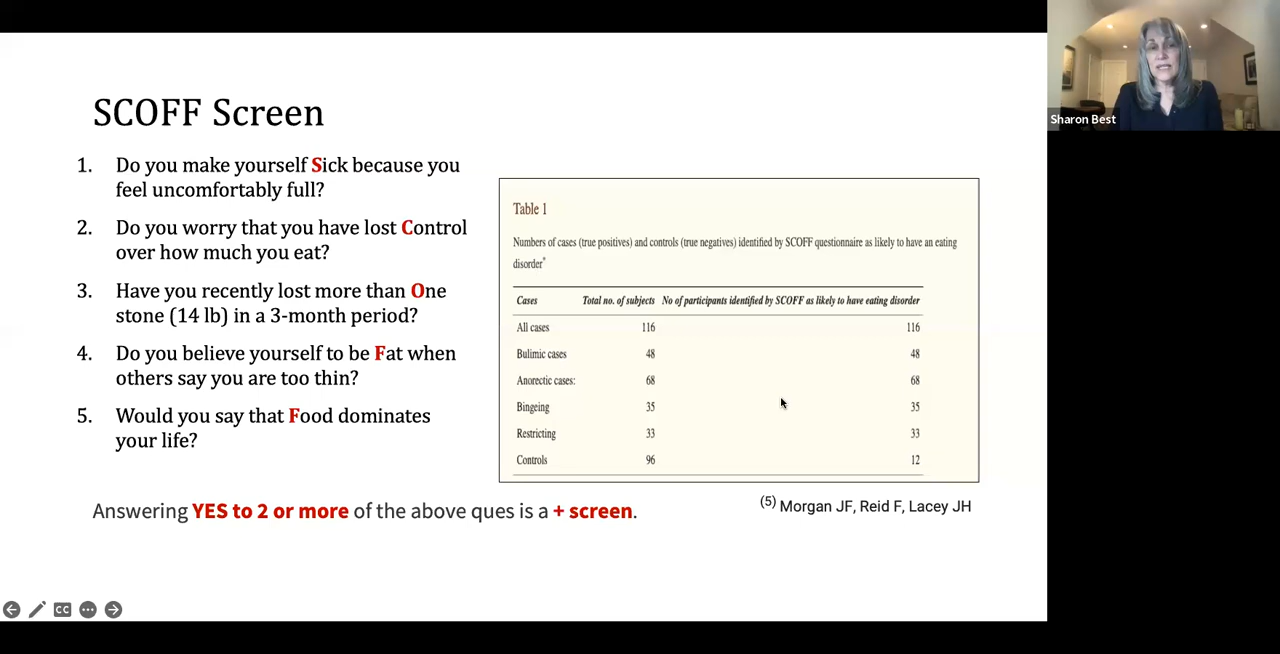 SCOFF Screen
1. Do you make yourself Sick because you
feel uncomfortably full?
2. Do you worry that you have lost Control
over how much you eat?
3. Have you recently lost more than One
stone (14 lb) in a 3-month period?
4. Do you believe yourself to be Fat when
others say you are too thin?
5. Would you say that Food dominates
your life?
Answering YES to 2 or more of the above ques is a + screen.
Table 1
Numbers of cases (true positives) and controls (true negatives) identified by SCOFF questionnaire as likely to have an eating
disorder*
Cases Total no. of subjects No of participants identified by SCOFF as likely to have eating disorder
All cases 116 116
Bulimic cases 48 48
Anorectic cases: 68 68
Bingeing 35 35
Restricting 33 33
Controls 96 12
(5) Morgan JF, Reid F, Lacey JH
Sharon Best
CC